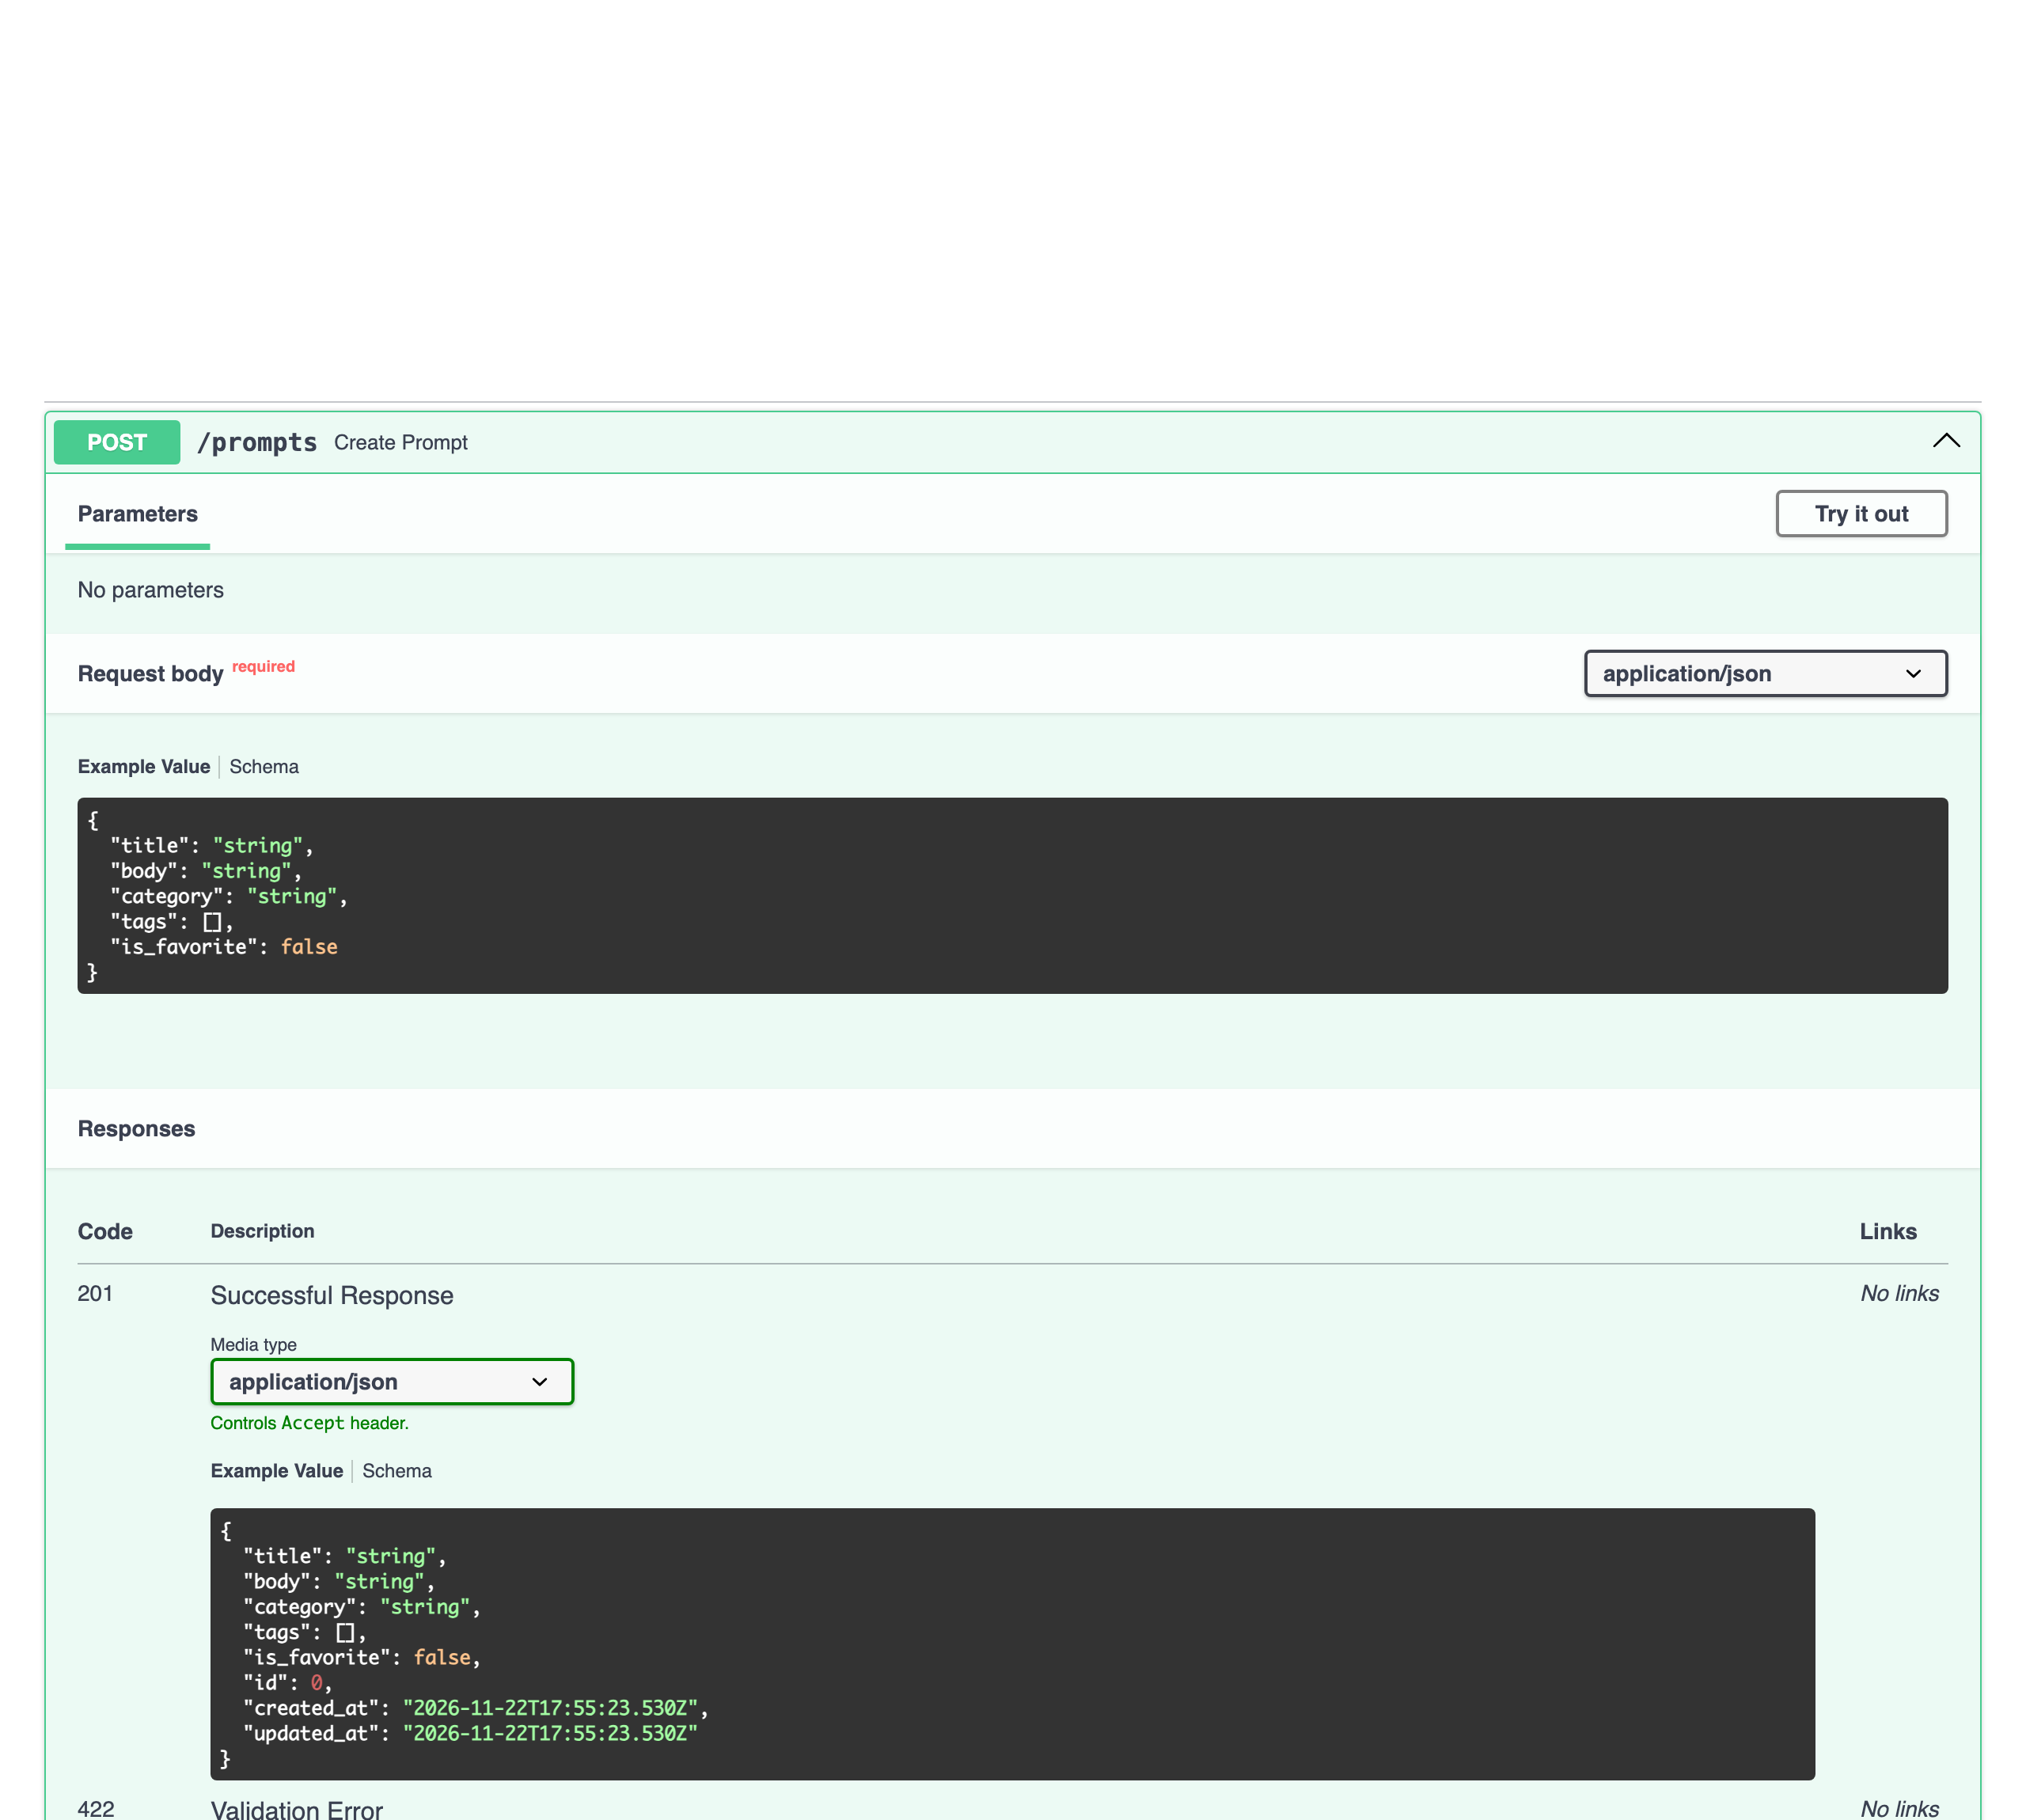 POST /prompts Create Prompt
Parameters
Try it out
No parameters
Request body required
application/json
Example Value Schema
{
  "title": "string",
  "body": "string",
  "category": "string",
  "tags": [],
  "is_favorite": false
}
Responses
Code Description Links
201 Successful Response No links
Media type
application/json
Controls Accept header.
Example Value Schema
{
  "title": "string",
  "body": "string",
  "category": "string",
  "tags": [],
  "is_favorite": false,
  "id": 0,
  "created_at": "2026-11-22T17:55:23.530Z",
  "updated_at": "2026-11-22T17:55:23.530Z"
}
422 Validation Error No links